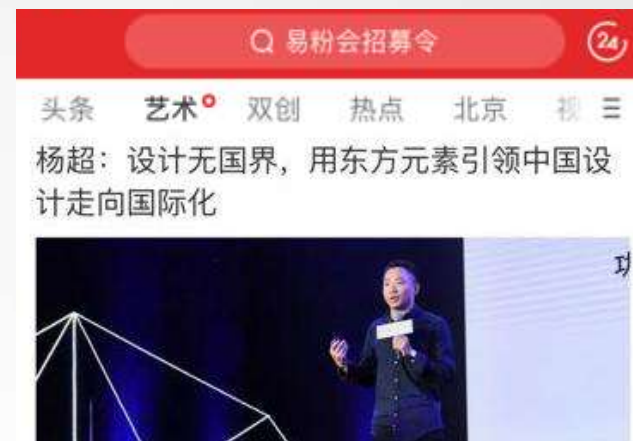 易粉会招募令
24
头条 艺术 双创 热点 北京 视
杨超：设计无国界，用东方元素引领中国设
计走向国际化